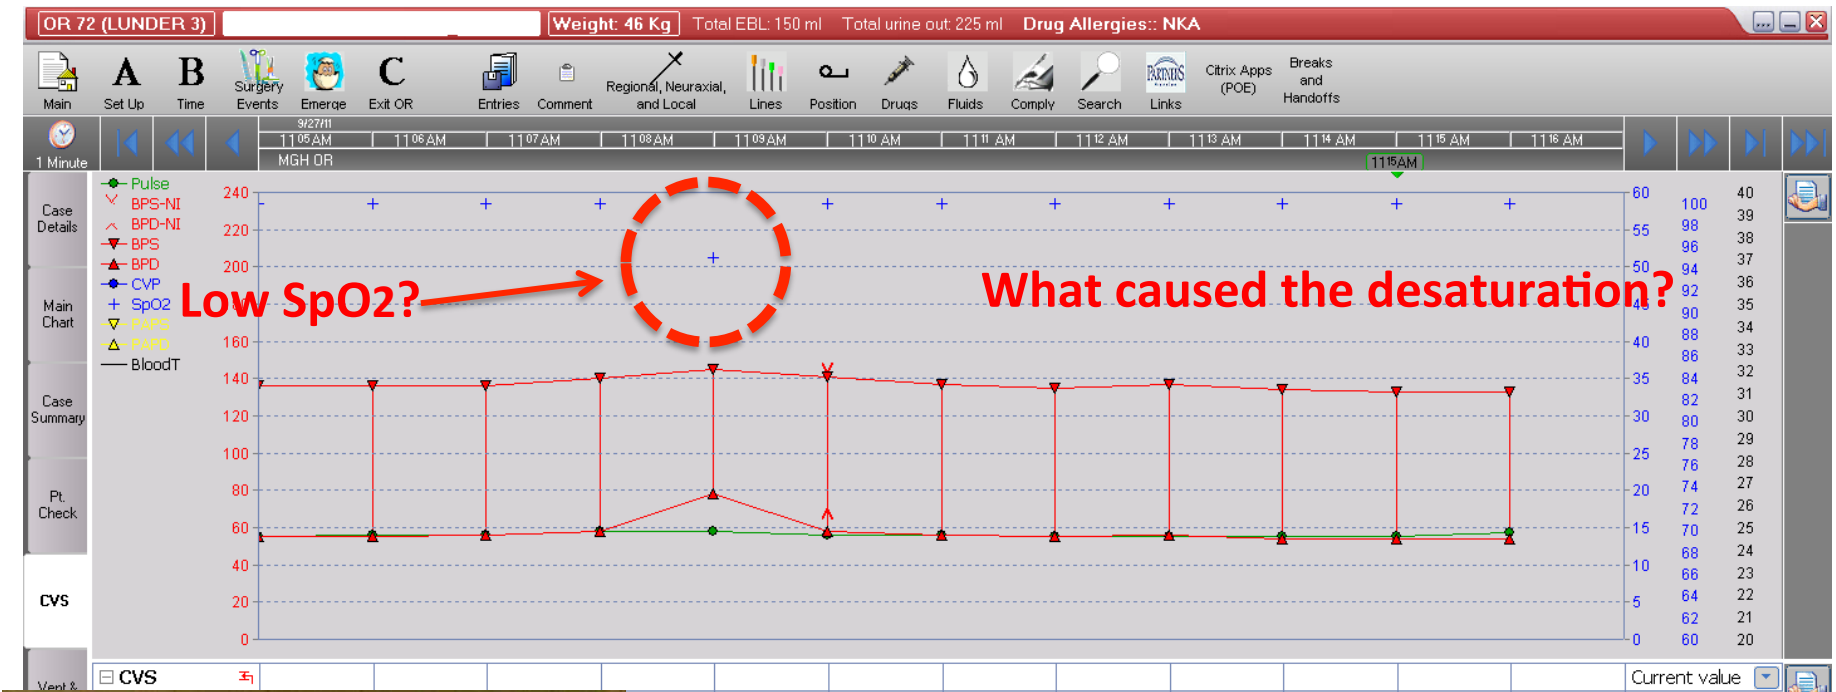 OR 72 (LUNDER 3)
Weight: 46 Kg
Total EBL: 150 ml
Total urine out: 225 ml
Drug Allergies:: NKA
A B C
Main
Set Up
Time
Surgery Events
Emerge
Exit OR
Entries
Comment
Regional, Neuraxial, and Local
Lines
Position
Drugs
Fluids
Comply
Search
PARTNERS
Links
Citrix Apps (POE)
Breaks and Handoffs
1 Minute
9/27/11
11 05 AM 11 06 AM 11 07 AM 11 08 AM 11 09 AM 11 10 AM 11 11 AM 11 12 AM 11 13 AM 11 14 AM 11 15 AM 11 16 AM
MGH OR
11 15 AM
Case Details
Main Chart
Case Summary
Pt. Check
CVS
Vent &
Pulse
BPS-NI
BPD-NI
BPS
BPD
CVP
SpO2
PAPS
PAPD
BloodT
240
220
200
80
160
140
120
100
80
60
40
20
0
Low SpO2?
What caused the desaturation?
60
55
50
45
40
35
30
25
20
15
10
5
0
100
98
96
94
92
90
88
86
84
82
80
78
76
74
72
70
68
66
64
62
60
40
39
38
37
36
35
34
33
32
31
30
29
28
27
26
25
24
23
22
21
20
CVS
Current value